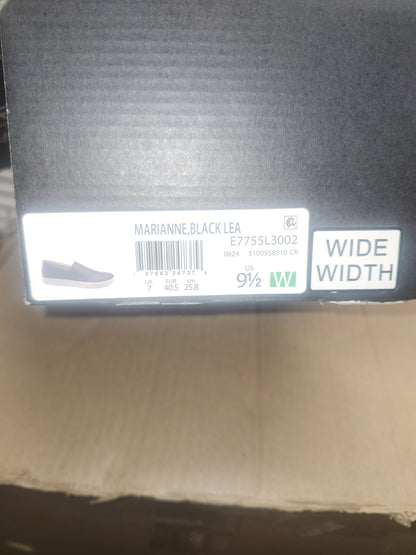 MARIANNE,BLACK LEA
E7755L3002
0824 5100558510-CR
UK EUR cm
7 40.5 25.8
US
9½ W
WIDE
WIDTH